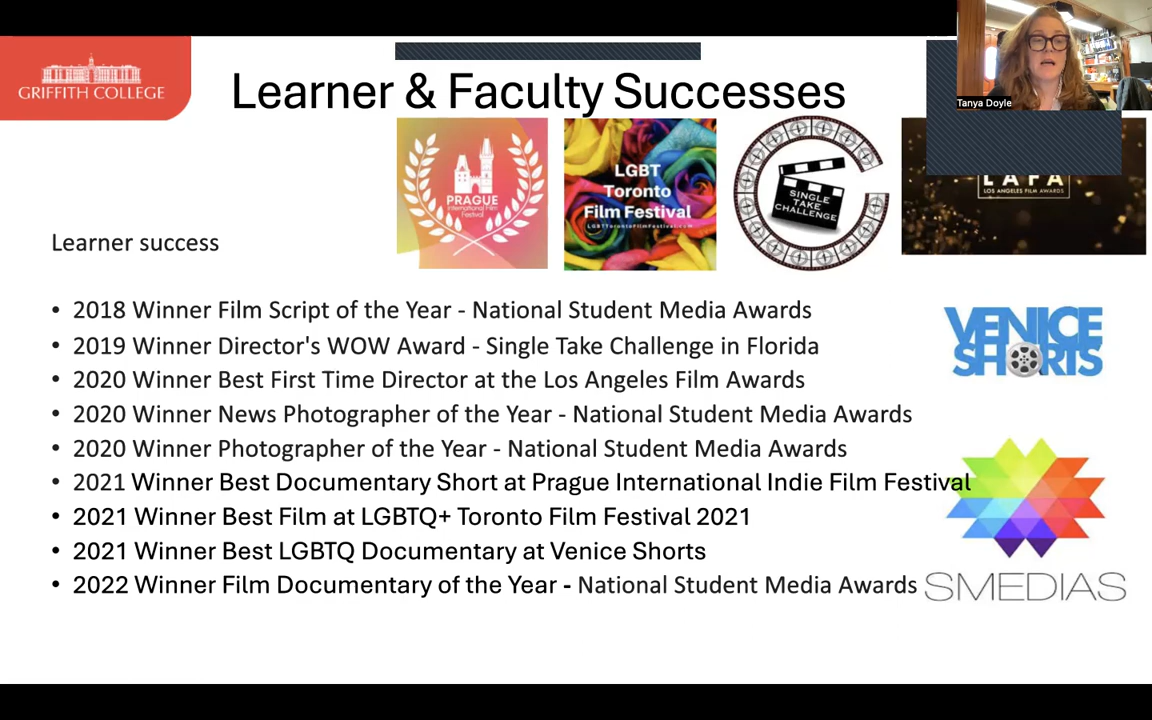 GRIFFITH COLLEGE
Learner & Faculty Successes
Tanya Doyle
PRAGUE
International Film
Festival
LGBT
Toronto
Film Festival
LGBTTorontoFilmFestival.com
SINGLE
TAKE
CHALLENGE
LAFA
LOS ANGELES FILM AWARDS
Learner success
• 2018 Winner Film Script of the Year - National Student Media Awards
• 2019 Winner Director's WOW Award - Single Take Challenge in Florida
• 2020 Winner Best First Time Director at the Los Angeles Film Awards
• 2020 Winner News Photographer of the Year - National Student Media Awards
• 2020 Winner Photographer of the Year - National Student Media Awards
• 2021 Winner Best Documentary Short at Prague International Indie Film Festival
• 2021 Winner Best Film at LGBTQ+ Toronto Film Festival 2021
• 2021 Winner Best LGBTQ Documentary at Venice Shorts
• 2022 Winner Film Documentary of the Year - National Student Media Awards
VENICE
SHORTS
SMEDIAS